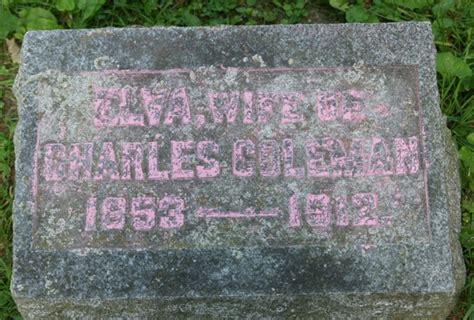 ELVA, WIFE OF
CHARLES COLEMAN
1853 — 1912.